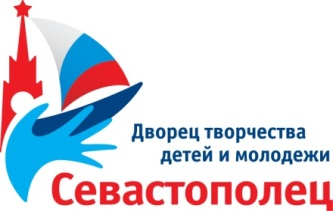 Дворец творчества
детей и молодежи
Севастополец